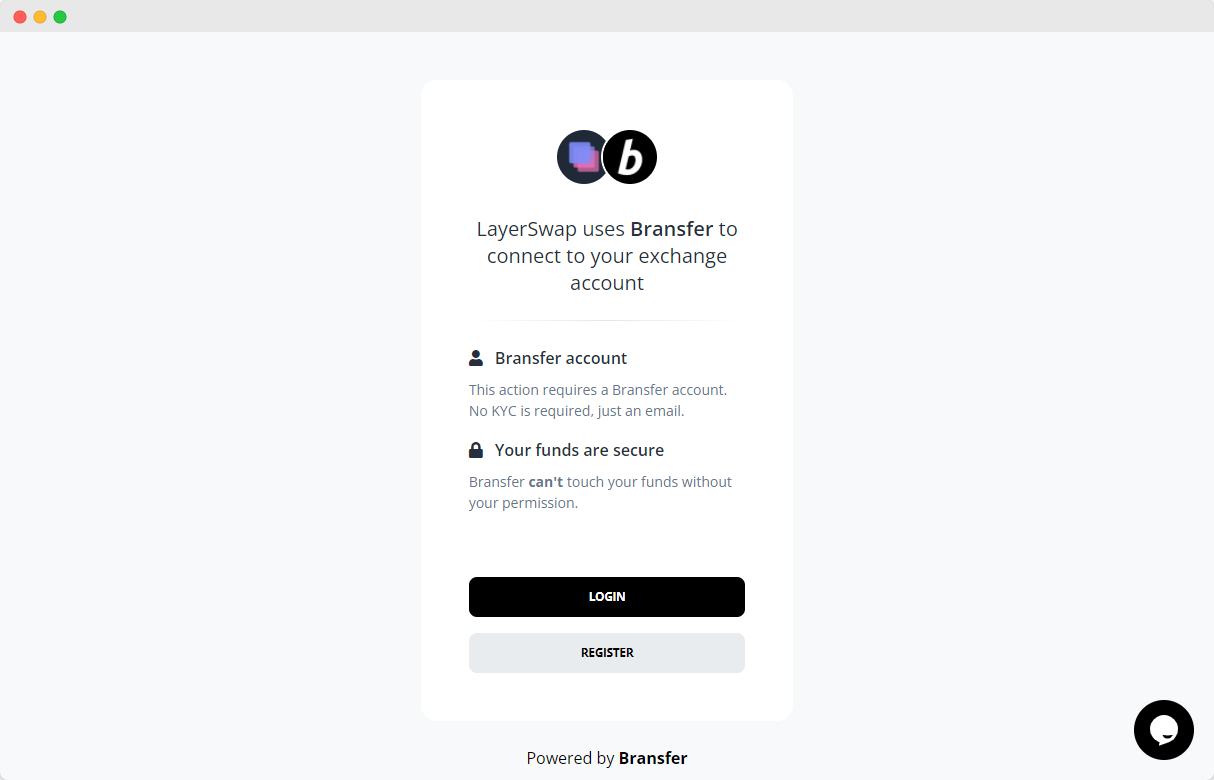 b
LayerSwap uses Bransfer to
connect to your exchange
account
Bransfer account
This action requires a Bransfer account.
No KYC is required, just an email.
Your funds are secure
Bransfer can't touch your funds without
your permission.
LOGIN
REGISTER
Powered by Bransfer